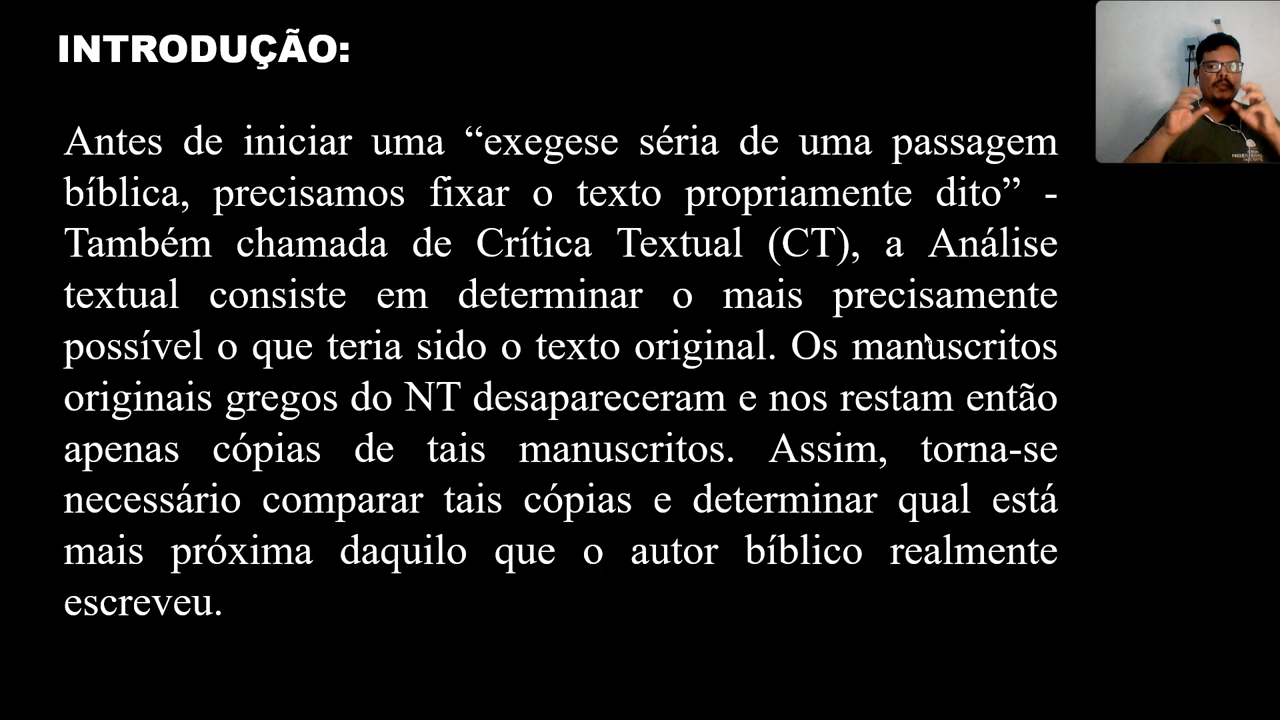 INTRODUÇÃO:
Antes de iniciar uma “exegese séria de uma passagem
bíblica, precisamos fixar o texto propriamente dito” -
Também chamada de Crítica Textual (CT), a Análise
textual consiste em determinar o mais precisamente
possível o que teria sido o texto original. Os manuscritos
originais gregos do NT desapareceram e nos restam então
apenas cópias de tais manuscritos. Assim, torna-se
necessário comparar tais cópias e determinar qual está
mais próxima daquilo que o autor bíblico realmente
escreveu.